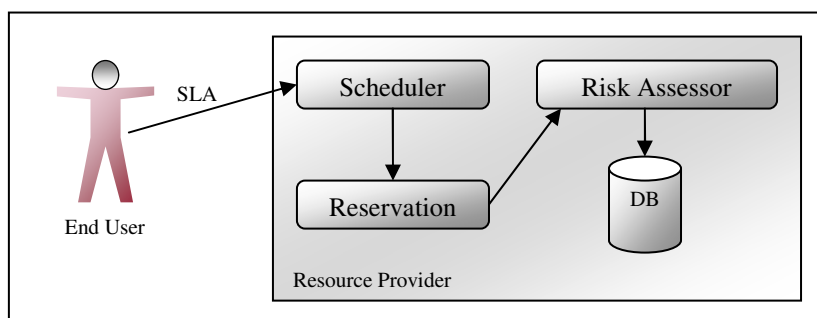 SLA
Scheduler
Risk Assessor
Reservation
DB
End User
Resource Provider